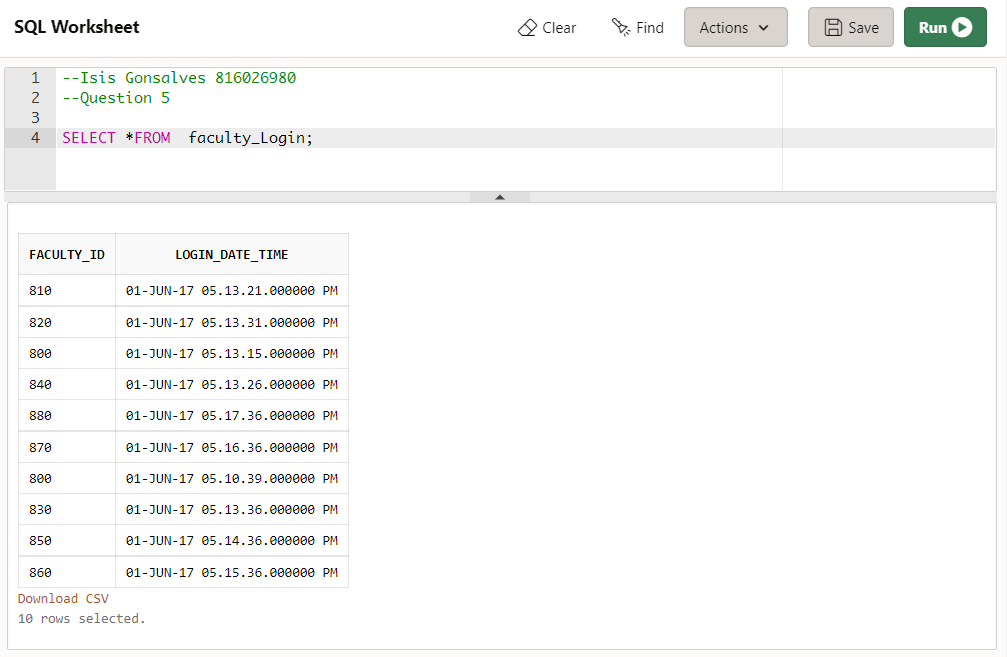 SQL Worksheet Clear Find Actions Save Run
1 --Isis Gonsalves 816026980
2 --Question 5
3
4 SELECT *FROM  faculty_Login;
FACULTY_ID LOGIN_DATE_TIME
810 01-JUN-17 05.13.21.000000 PM
820 01-JUN-17 05.13.31.000000 PM
800 01-JUN-17 05.13.15.000000 PM
840 01-JUN-17 05.13.26.000000 PM
880 01-JUN-17 05.17.36.000000 PM
870 01-JUN-17 05.16.36.000000 PM
800 01-JUN-17 05.10.39.000000 PM
830 01-JUN-17 05.13.36.000000 PM
850 01-JUN-17 05.14.36.000000 PM
860 01-JUN-17 05.15.36.000000 PM
Download CSV
10 rows selected.